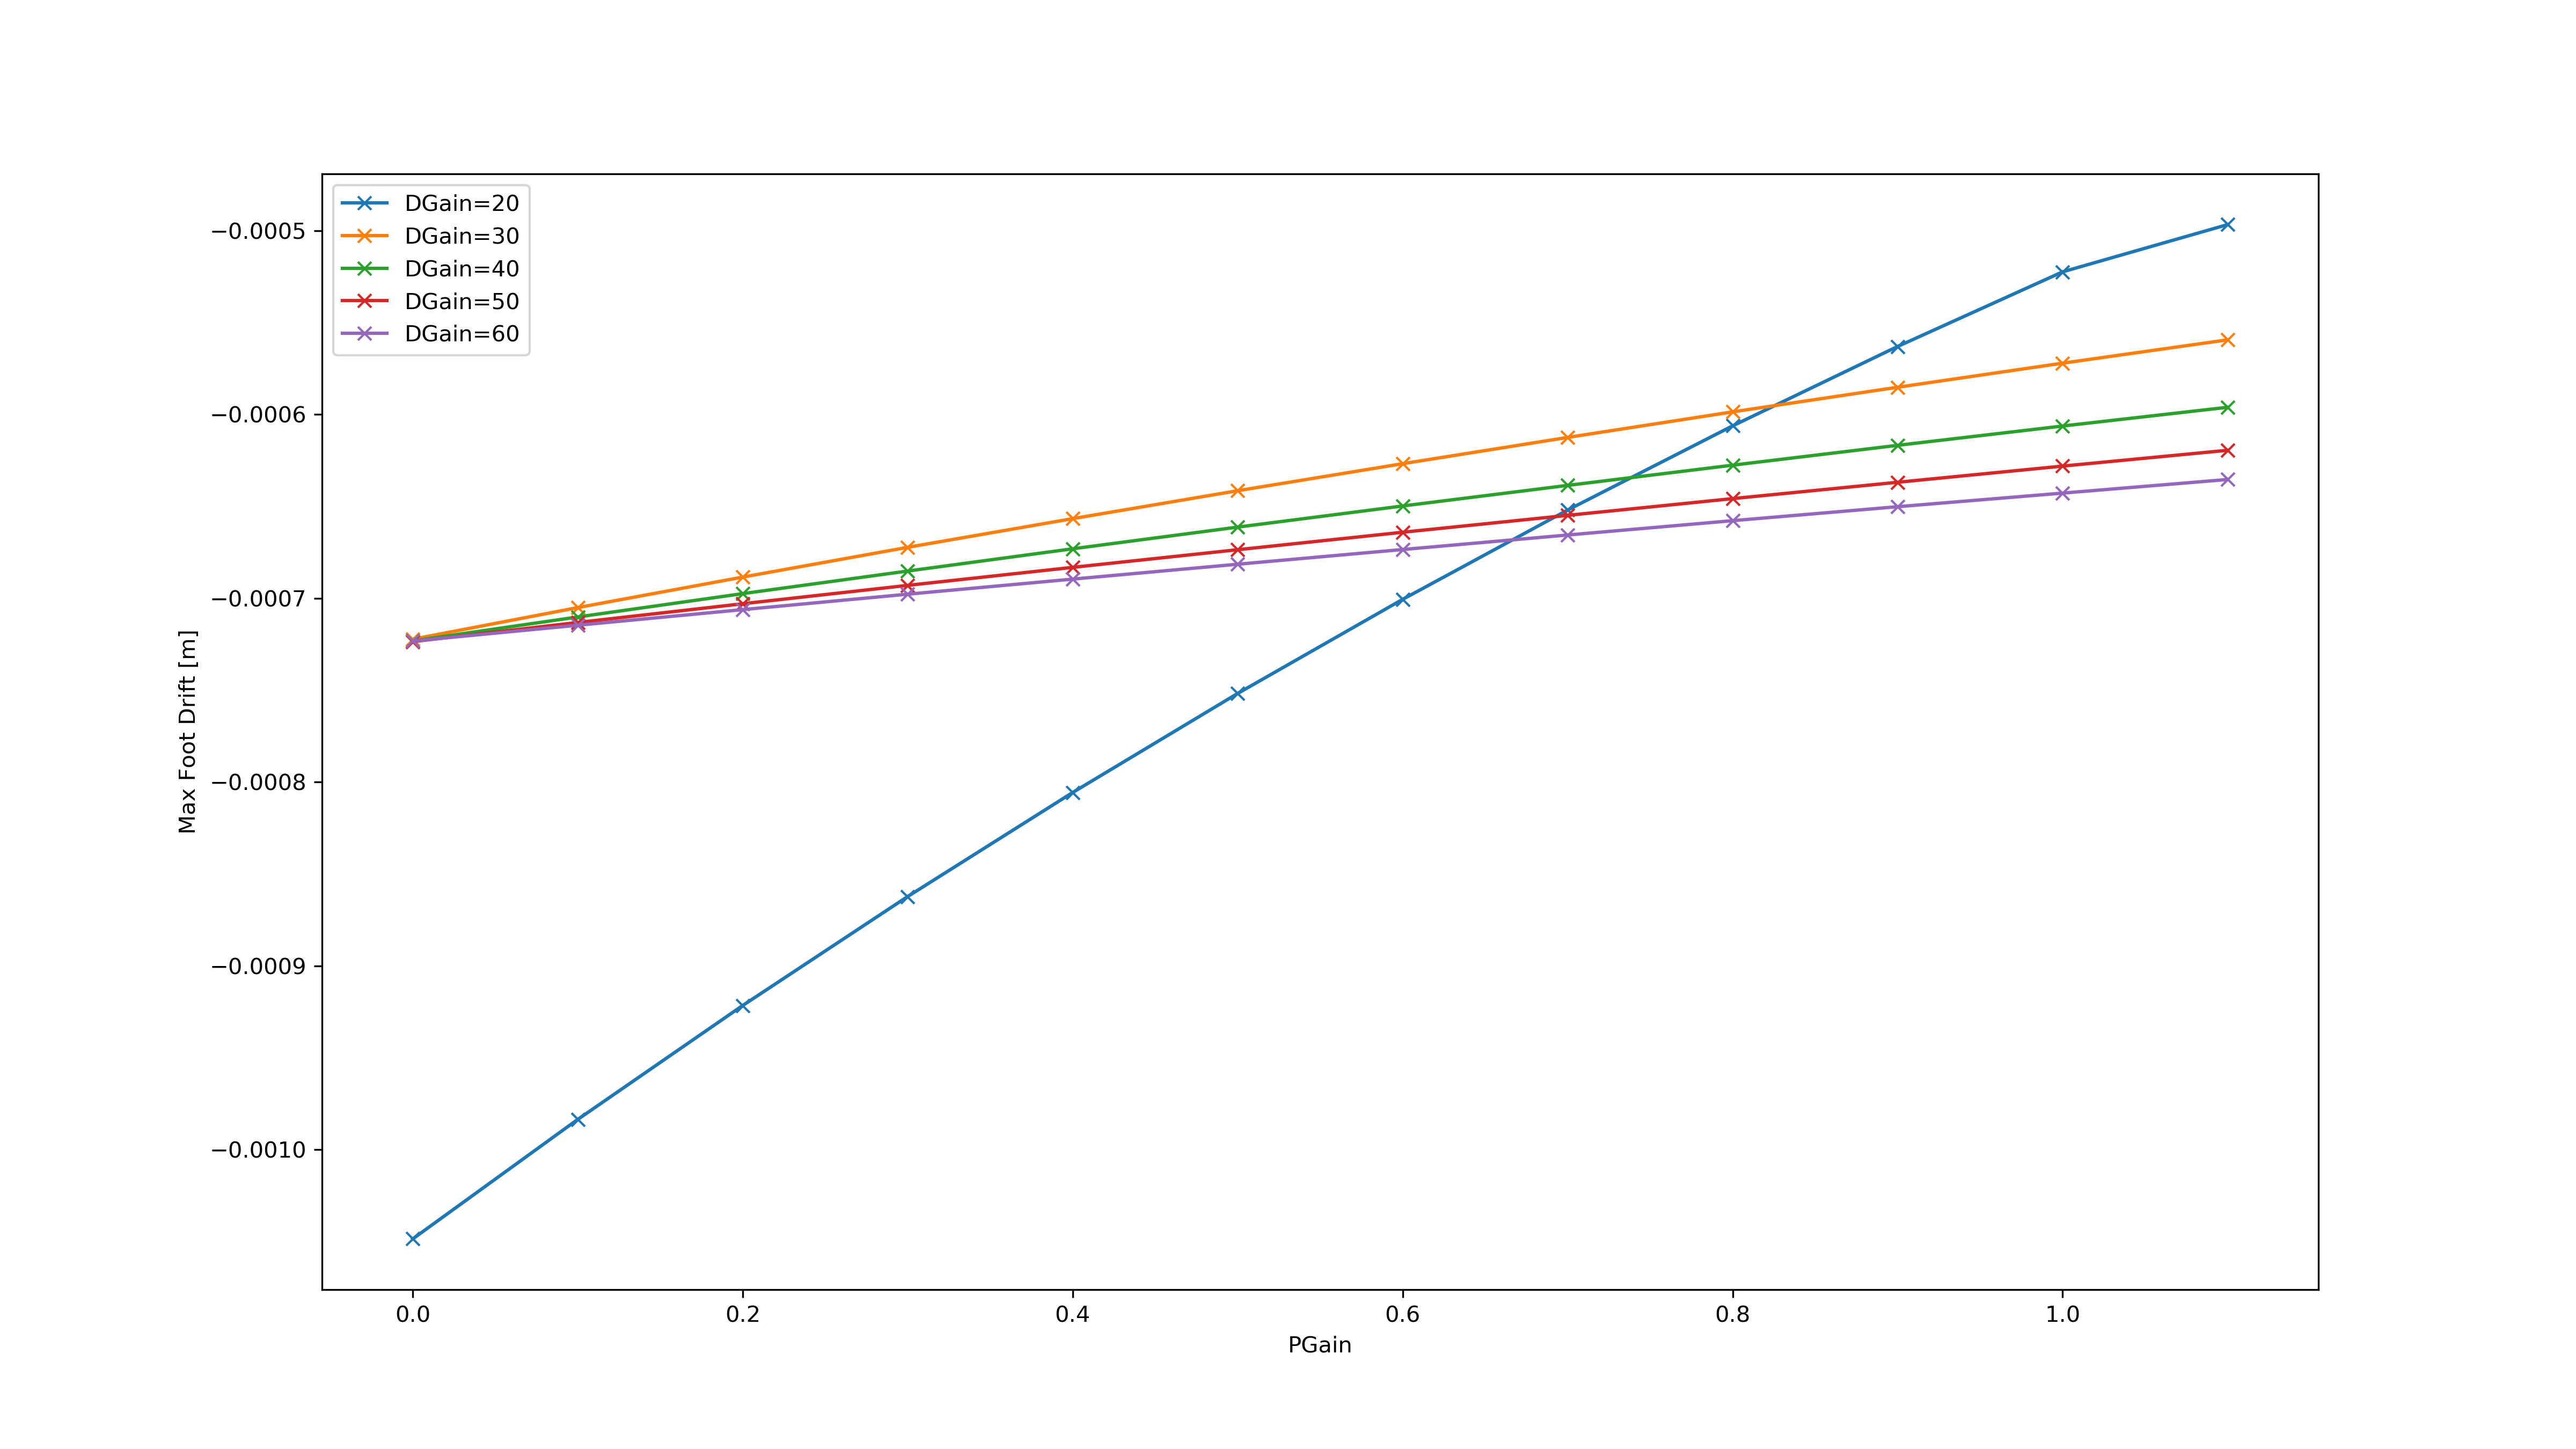 DGain=20
DGain=30
DGain=40
DGain=50
DGain=60
−0.0005
−0.0006
−0.0007
−0.0008
−0.0009
−0.0010
Max Foot Drift [m]
0.0 0.2 0.4 0.6 0.8 1.0
PGain